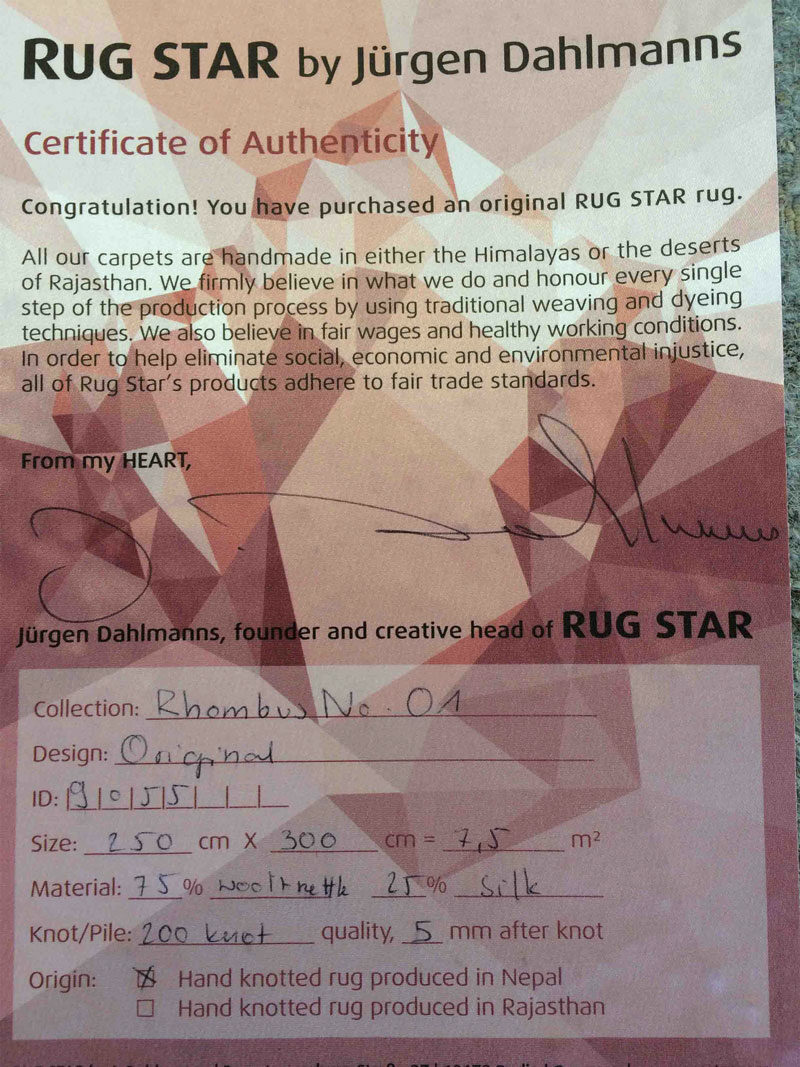 RUG STAR by Jürgen Dahlmanns
Certificate of Authenticity
Congratulation! You have purchased an original RUG STAR rug.
All our carpets are handmade in either the Himalayas or the deserts
of Rajasthan. We firmly believe in what we do and honour every single
step of the production process by using traditional weaving and dyeing
techniques. We also believe in fair wages and healthy working conditions.
In order to help eliminate social, economic and environmental injustice,
all of Rug Star's products adhere to fair trade standards.
From my HEART,
Jürgen Dahlmanns, founder and creative head of RUG STAR
Collection: Rhombus No. 01
Design: Original
ID: 9055
Size: 250 cm X 300 cm = 7,5 m²
Material: 75% wool+nettle 25% Silk
Knot/Pile: 200 knot quality, 5 mm after knot
Origin: Hand knotted rug produced in Nepal
Hand knotted rug produced in Rajasthan